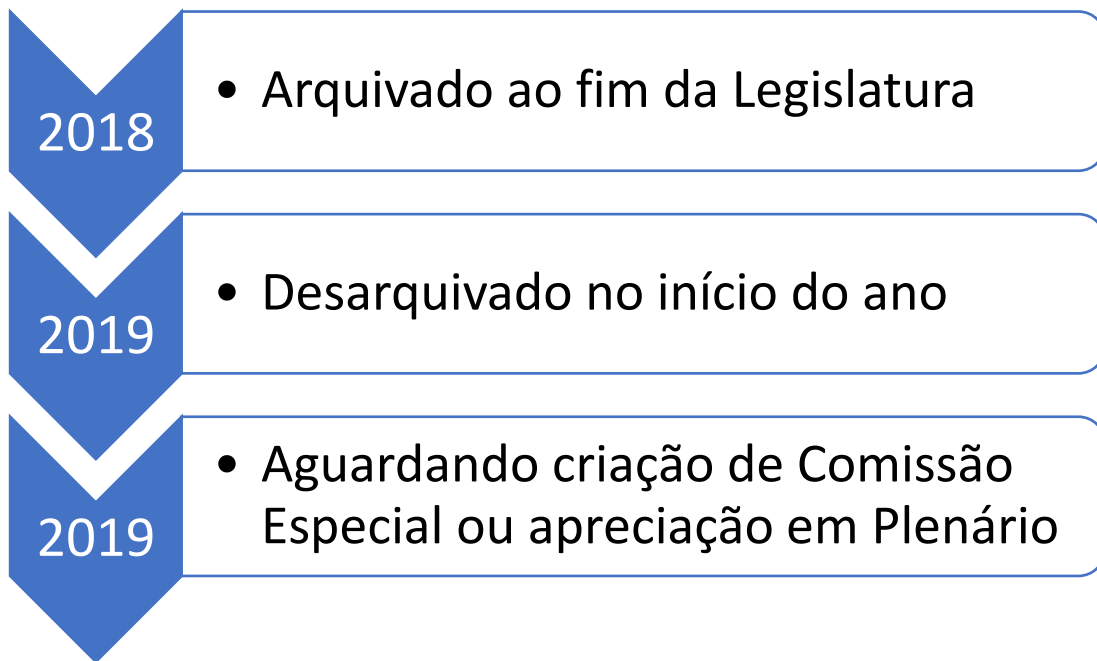 2018
• Arquivado ao fim da Legislatura
2019
• Desarquivado no início do ano
2019
• Aguardando criação de Comissão
Especial ou apreciação em Plenário